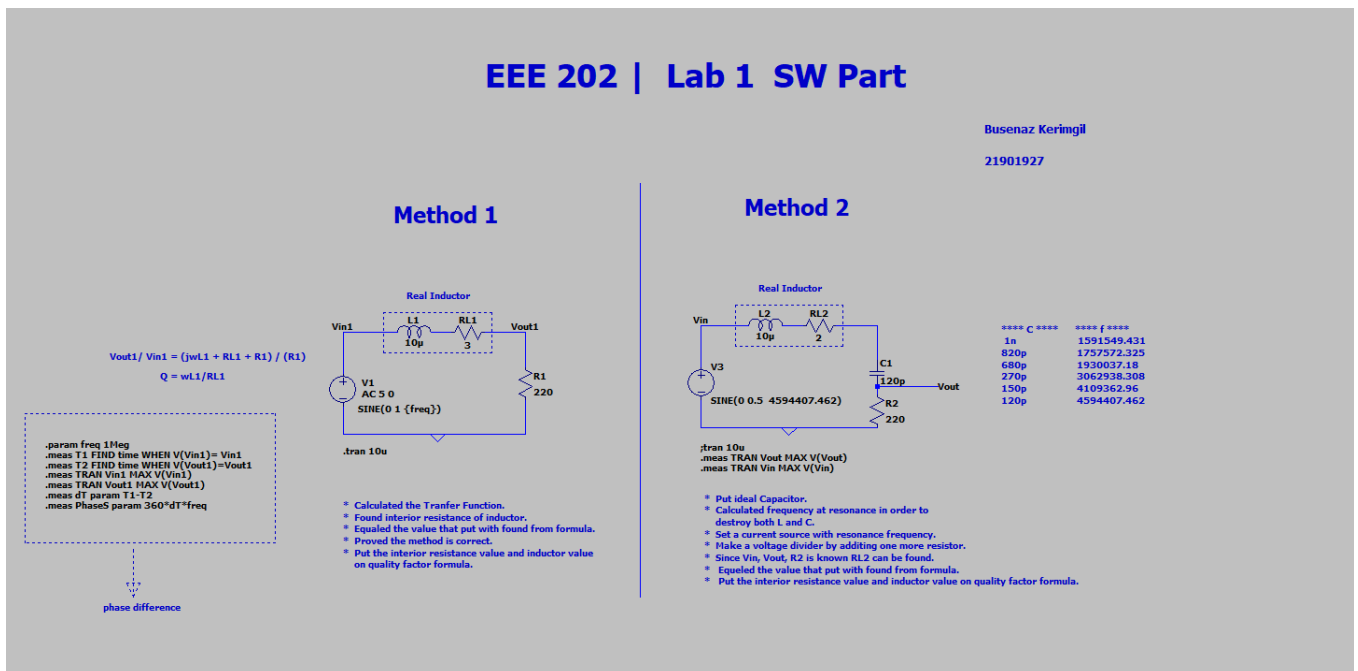 EEE 202 | Lab 1 SW Part
Busenaz Kerimgil
21901927
Method 1
Real Inductor
Vin1
L1
10µ
RL1
3
Vout1
Vout1/ Vin1 = (jwL1 + RL1 + R1) / (R1)
Q = wL1/RL1
V1
AC 5 0
SINE(0 1 {freq})
R1
220
.tran 10u
.param freq 1Meg
.meas T1 FIND time WHEN V(Vin1)= Vin1
.meas T2 FIND time WHEN V(Vout1)=Vout1
.meas TRAN Vin1 MAX V(Vin1)
.meas TRAN Vout1 MAX V(Vout1)
.meas dT param T1-T2
.meas PhaseS param 360*dT*freq
phase difference
* Calculated the Tranfer Function.
* Found interior resistance of inductor.
* Equaled the value that put with found from formula.
* Proved the method is correct.
* Put the interior resistance value and inductor value
on quality factor formula.
Method 2
Real Inductor
Vin
L2
10µ
RL2
2
V3
SINE(0 0.5 4594407.462)
C1
120p
Vout
R2
220
;tran 10u
.meas TRAN Vout MAX V(Vout)
.meas TRAN Vin MAX V(Vin)
* Put ideal Capacitor.
* Calculated frequency at resonance in order to
destroy both L and C.
* Set a current source with resonance frequency.
* Make a voltage divider by additing one more resistor.
* Since Vin, Vout, R2 is known RL2 can be found.
* Equeled the value that put with found from formula.
* Put the interior resistance value and inductor value on quality factor formula.
**** C **** **** f ****
1n 1591549.431
820p 1757572.325
680p 1930037.18
270p 3062938.308
150p 4109362.96
120p 4594407.462